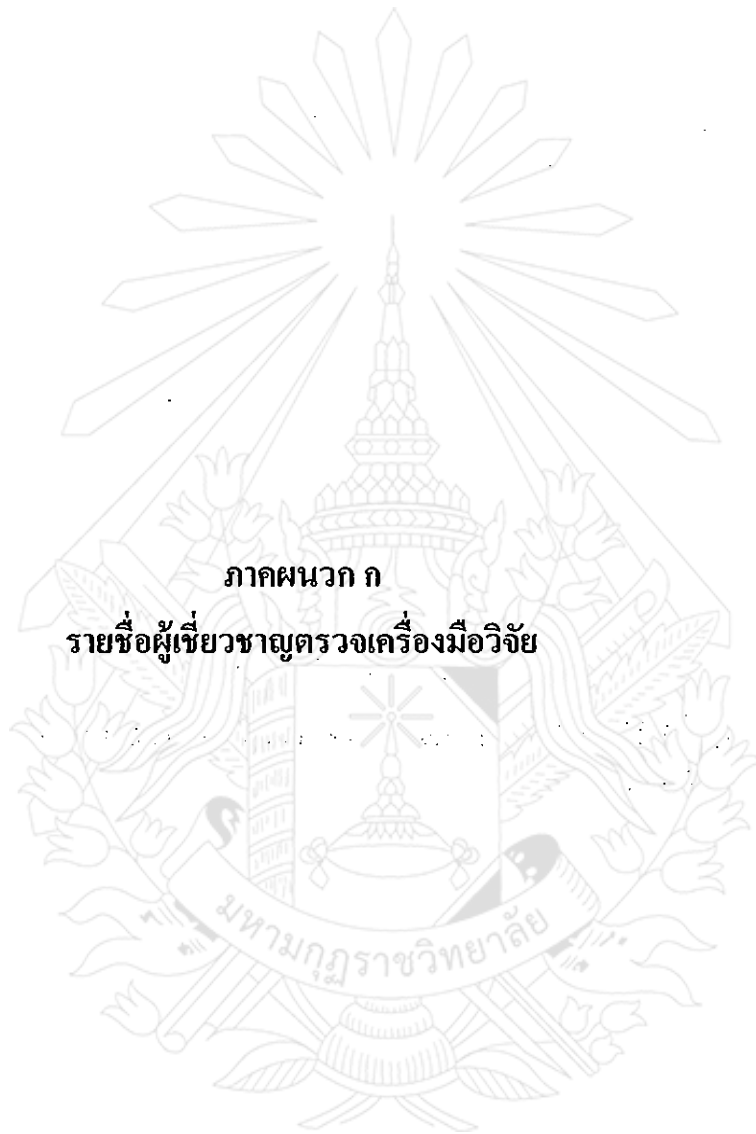 ภาคผนวก ก
รายชื่อผู้เชี่ยวชาญตรวจเครื่องมือวิจัย
มหามกุฏราชวิทยาลัย